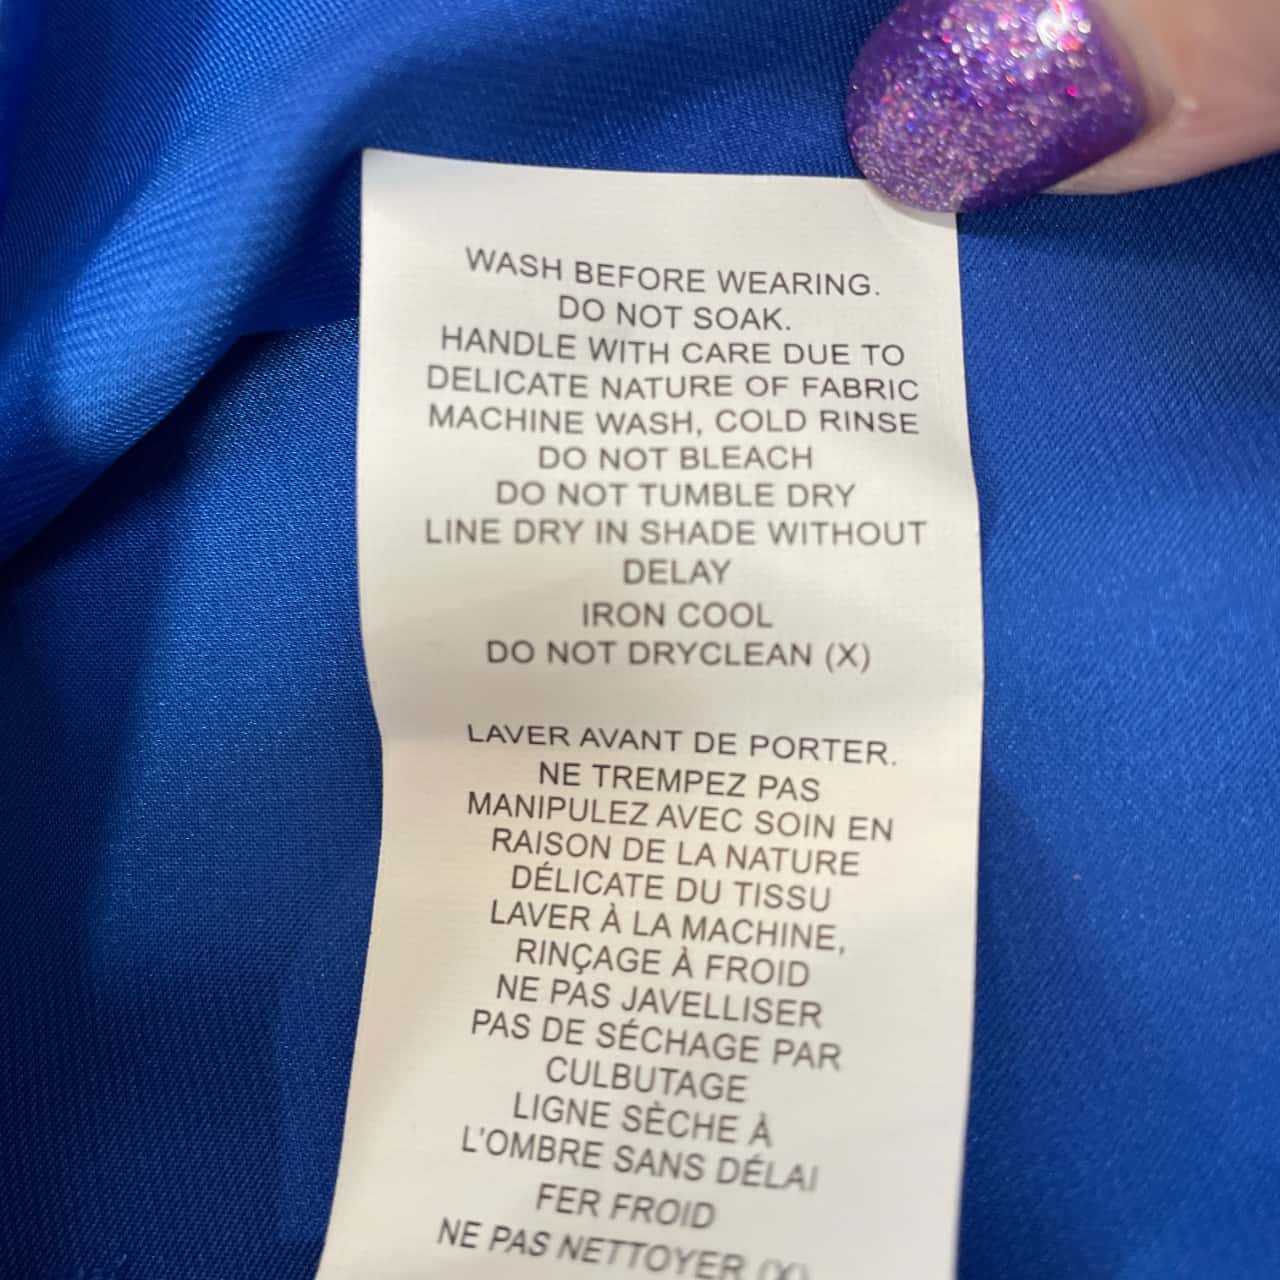 WASH BEFORE WEARING.
DO NOT SOAK.
HANDLE WITH CARE DUE TO
DELICATE NATURE OF FABRIC
MACHINE WASH, COLD RINSE
DO NOT BLEACH
DO NOT TUMBLE DRY
LINE DRY IN SHADE WITHOUT
DELAY
IRON COOL
DO NOT DRYCLEAN (X)
LAVER AVANT DE PORTER.
NE TREMPEZ PAS
MANIPULEZ AVEC SOIN EN
RAISON DE LA NATURE
DÉLICATE DU TISSU
LAVER À LA MACHINE,
RINÇAGE À FROID
NE PAS JAVELLISER
PAS DE SÉCHAGE PAR
CULBUTAGE
LIGNE SÈCHE À
L'OMBRE SANS DÉLAI
FER FROID
NE PAS NETTOYER (X)